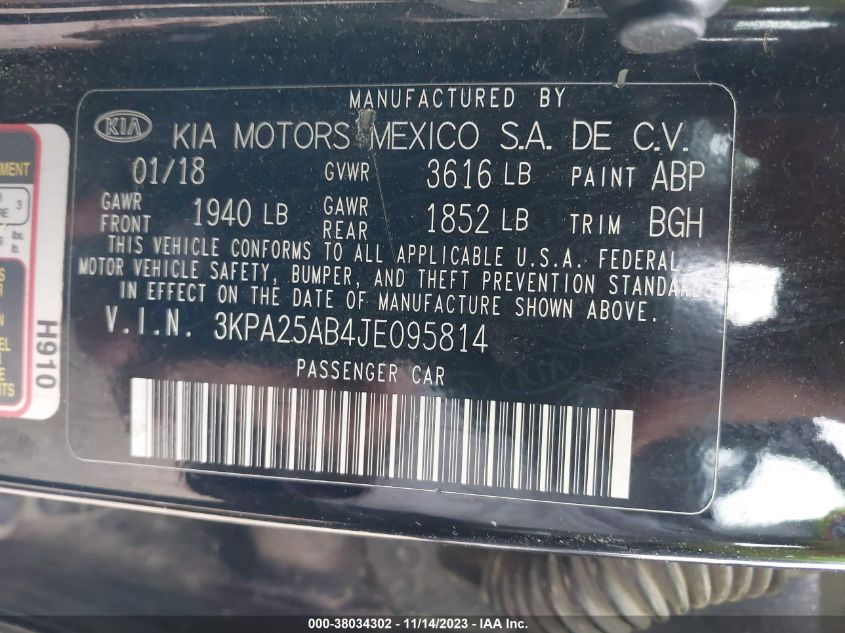 MANUFACTURED BY
KIA KIA MOTORS MEXICO S.A. DE C.V.
01/18 GVWR 3616 LB PAINT ABP
GAWR FRONT 1940 LB GAWR REAR 1852 LB TRIM BGH
THIS VEHICLE CONFORMS TO ALL APPLICABLE U.S.A. FEDERAL
MOTOR VEHICLE SAFETY, BUMPER, AND THEFT PREVENTION STANDARDS
IN EFFECT ON THE DATE OF MANUFACTURE SHOWN ABOVE.
V.I.N. 3KPA25AB4JE095814
PASSENGER CAR
H910
000-38034302 - 11/14/2023 - © IAA Inc.